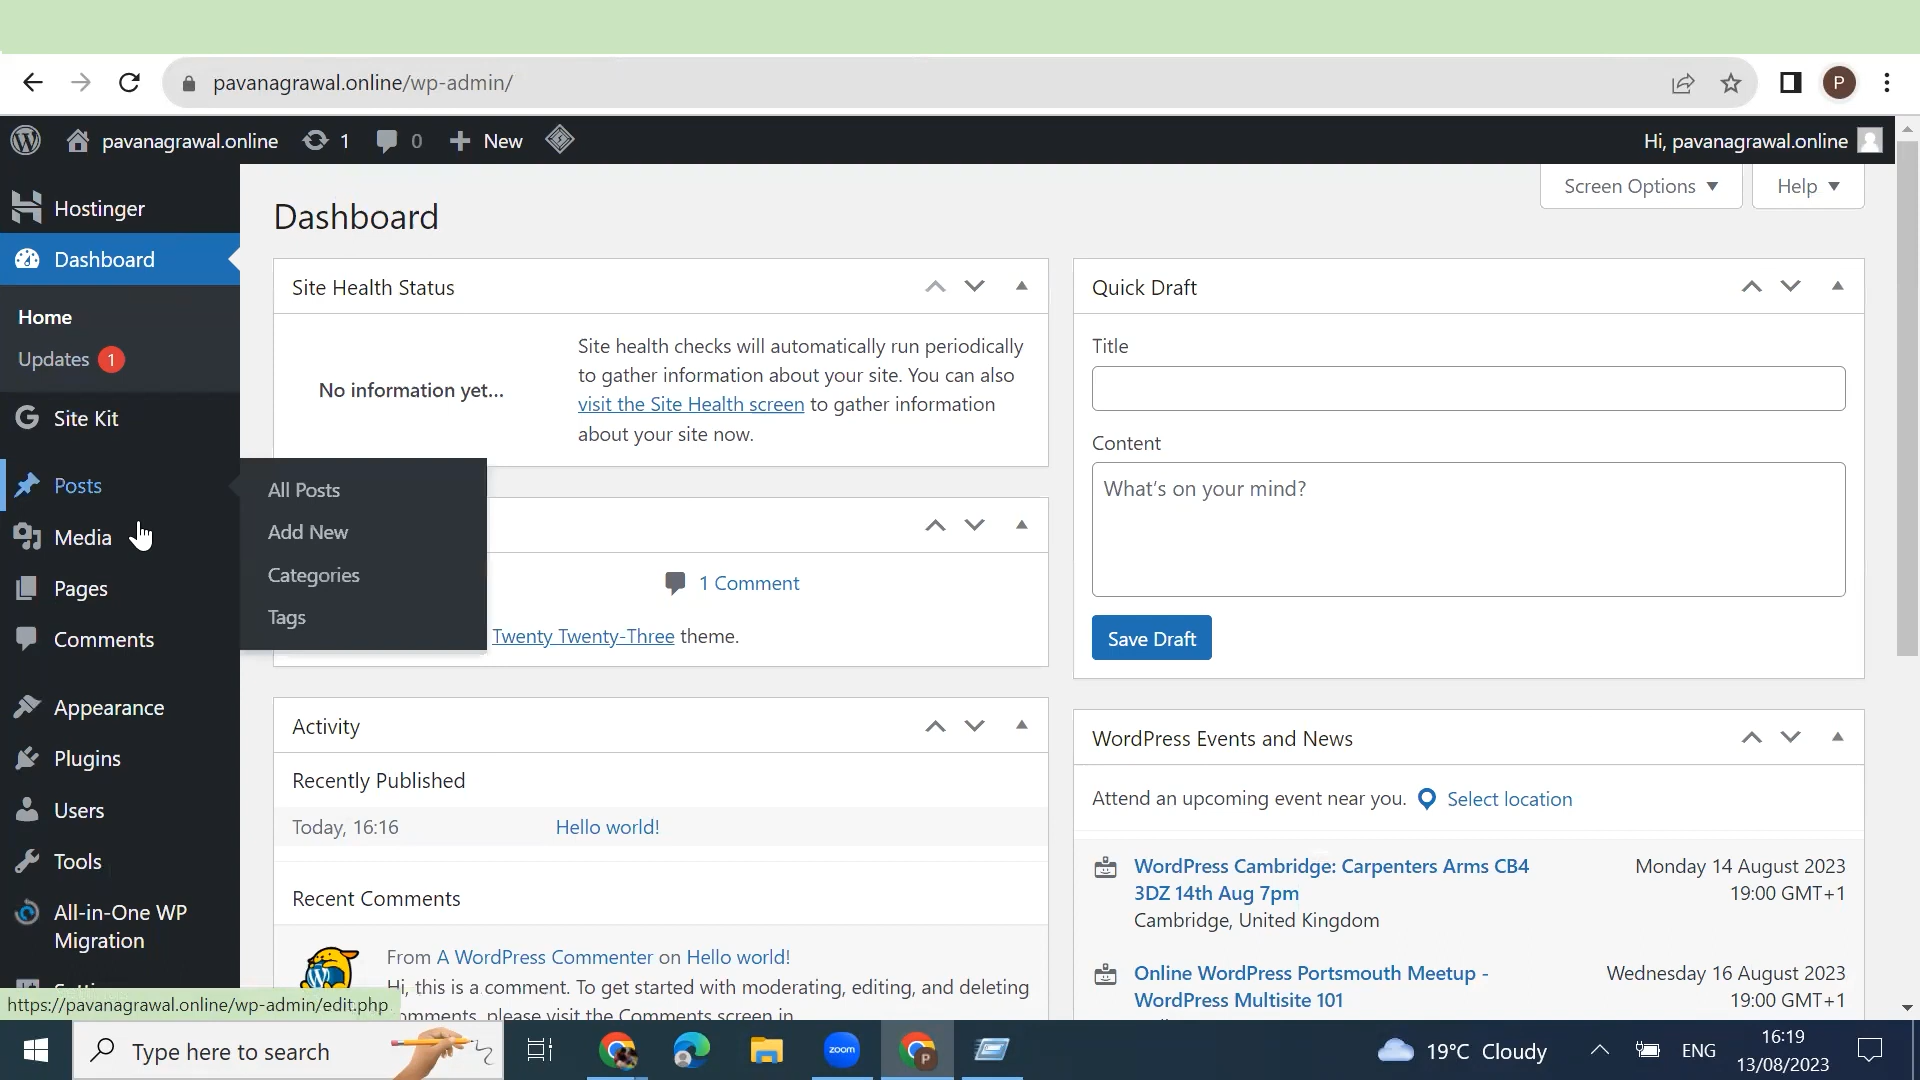 pavanagrawal.online/wp-admin/
P
pavanagrawal.online
1
0
New
Hi, pavanagrawal.online
Hostinger
Dashboard
Home
Updates 1
Site Kit
Posts
Media
Pages
Comments
Appearance
Plugins
Users
Tools
All-in-One WP
Migration
All Posts
Add New
Categories
Tags
Screen Options
Help
Dashboard
Site Health Status
No information yet...
Site health checks will automatically run periodically
to gather information about your site. You can also
visit the Site Health screen to gather information
about your site now.
1 Comment
Twenty Twenty-Three theme.
Activity
Recently Published
Today, 16:16
Hello world!
Recent Comments
From A WordPress Commenter on Hello world!
Hi, this is a comment. To get started with moderating, editing, and deleting
comments, please visit the Comments screen in
Quick Draft
Title
Content
What's on your mind?
Save Draft
WordPress Events and News
Attend an upcoming event near you.
Select location
WordPress Cambridge: Carpenters Arms CB4
3DZ 14th Aug 7pm
Cambridge, United Kingdom
Monday 14 August 2023
19:00 GMT+1
Online WordPress Portsmouth Meetup -
WordPress Multisite 101
Wednesday 16 August 2023
19:00 GMT+1
https://pavanagrawal.online/wp-admin/edit.php
Type here to search
zoom
P
19°C Cloudy
ENG
16:19
13/08/2023